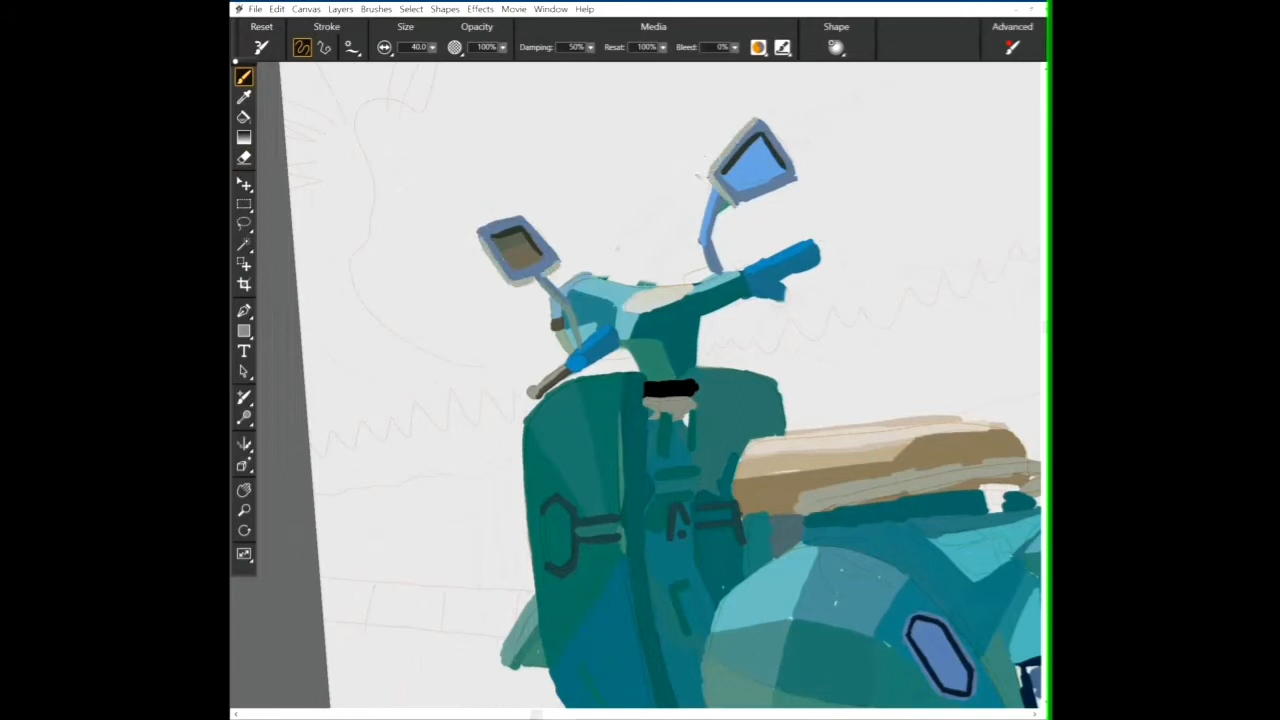 File Edit Canvas Layers Brushes Select Shapes Effects Movie Window Help
Reset Stroke Size Opacity Media Shape Advanced
40.0 100% Damping: 50% Resat: 100% Bleed: 0%
T